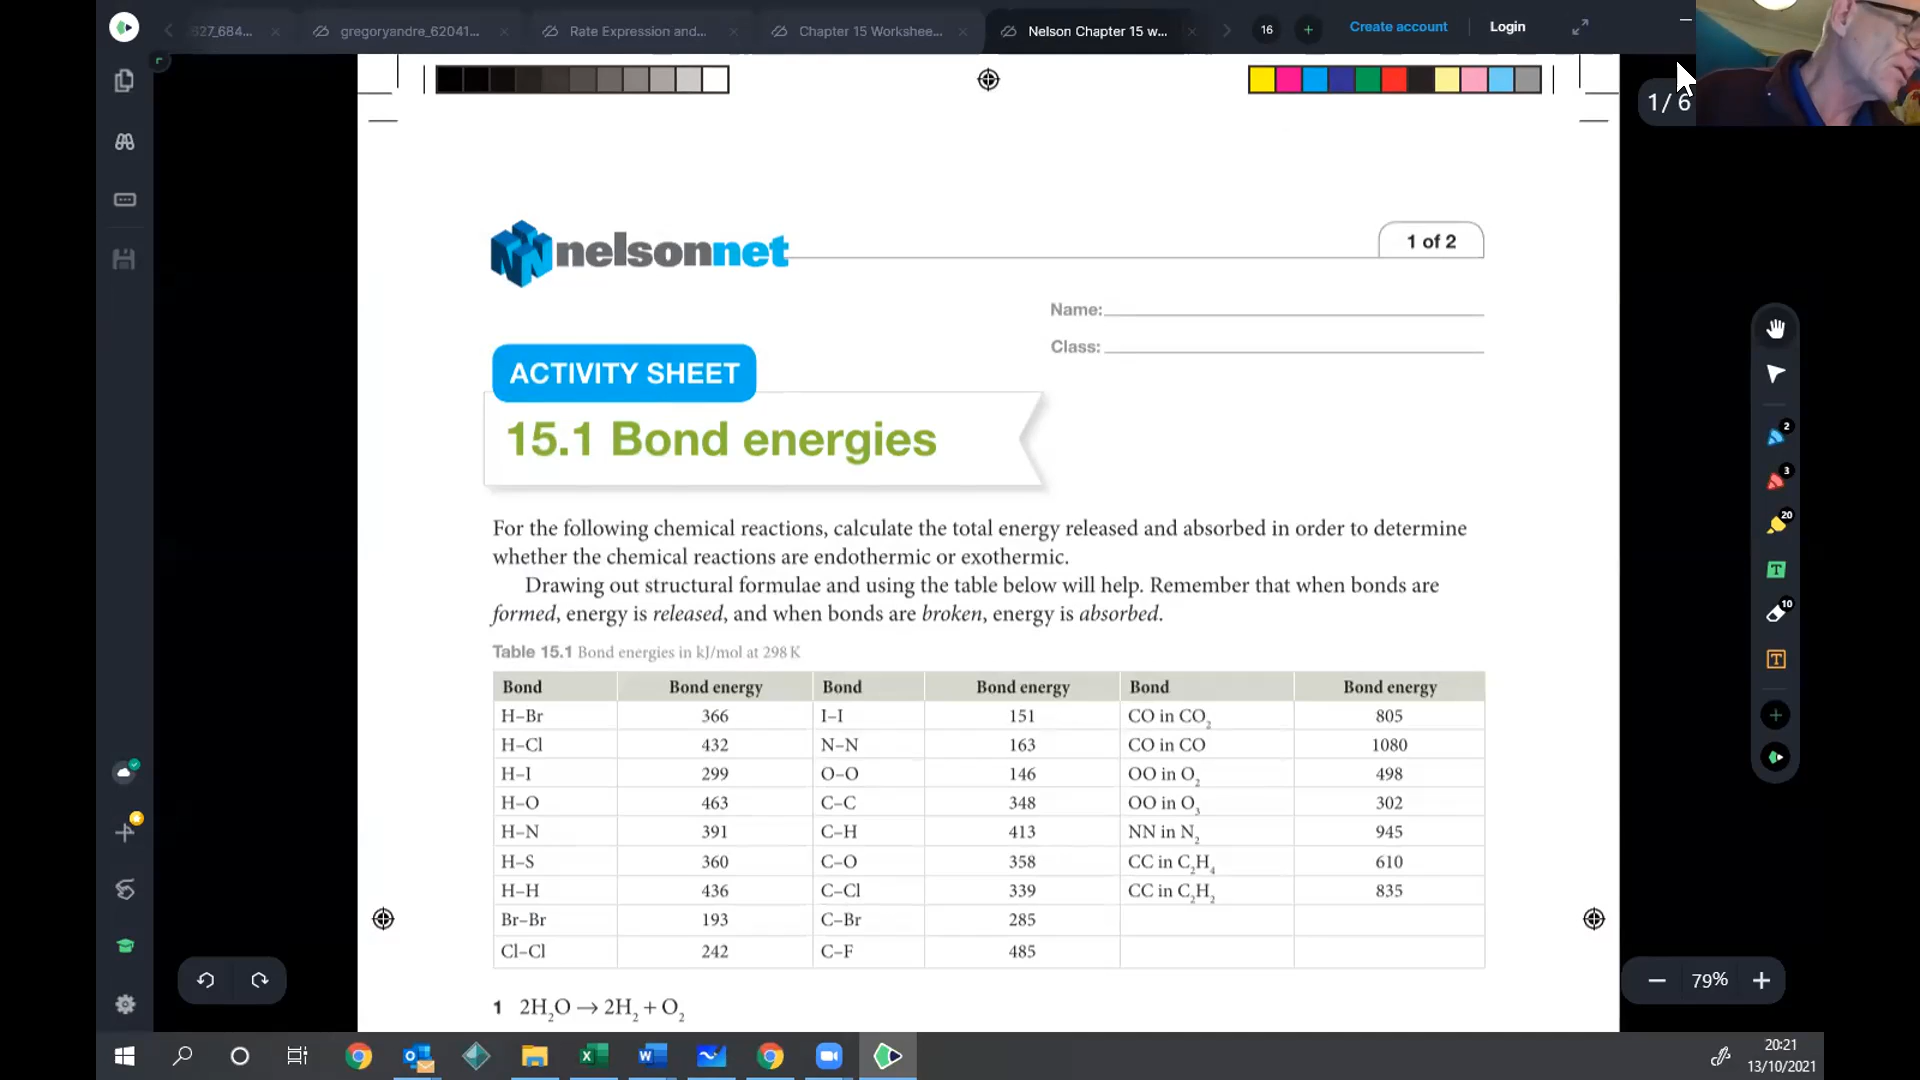 527_684...
gregoryandre_62041...
Rate Expression and...
Chapter 15 Workshee...
Nelson Chapter 15 w...
16
Create account
Login
1 / 6
nelsonnet
1 of 2
Name:
Class:
ACTIVITY SHEET
15.1 Bond energies
For the following chemical reactions, calculate the total energy released and absorbed in order to determine
whether the chemical reactions are endothermic or exothermic.
Drawing out structural formulae and using the table below will help. Remember that when bonds are
formed, energy is released, and when bonds are broken, energy is absorbed.
Table 15.1 Bond energies in kJ/mol at 298 K
Bond Bond energy Bond Bond energy Bond Bond energy
H–Br 366 I–I 151 CO in CO₂ 805
H–Cl 432 N–N 163 CO in CO 1080
H–I 299 O–O 146 OO in O₂ 498
H–O 463 C–C 348 OO in O₃ 302
H–N 391 C–H 413 NN in N₂ 945
H–S 360 C–O 358 CC in C₂H₄ 610
H–H 436 C–Cl 339 CC in C₂H₂ 835
Br–Br 193 C–Br 285
Cl–Cl 242 C–F 485
1 2H₂O → 2H₂ + O₂
2
3
20
T
10
T
79%
20:21
13/10/2021